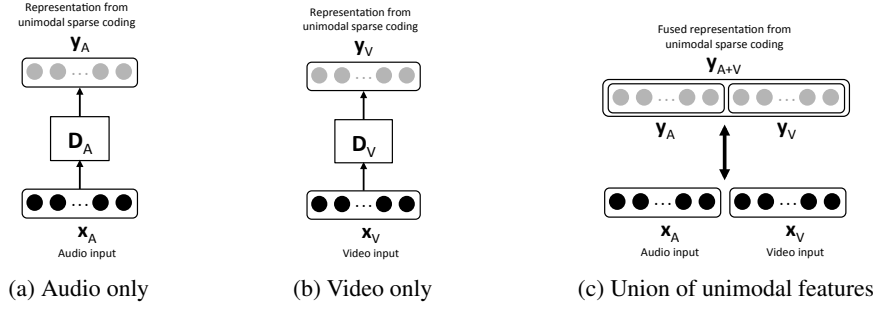 Representation from
unimodal sparse coding
y_A
...
D_A
...
x_A
Audio input
(a) Audio only
Representation from
unimodal sparse coding
y_V
...
D_V
...
x_V
Video input
(b) Video only
Fused representation from
unimodal sparse coding
y_A+V
... ...
y_A y_V
... ...
x_A x_V
Audio input Video input
(c) Union of unimodal features